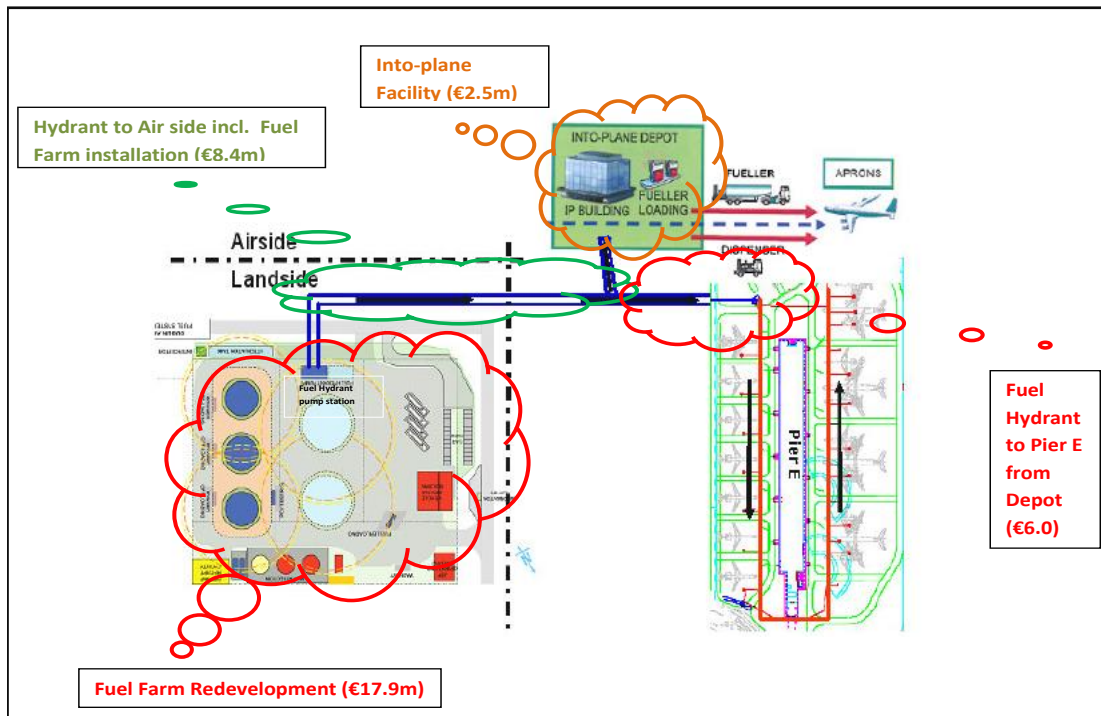 Into-plane
Facility (€2.5m)
Hydrant to Air side incl. Fuel
Farm installation (€8.4m)
INTO-PLANE DEPOT
IP BUILDING
FUELLER
LOADING
FUELLER
APRONS
DISPENSER
Airside
Landside
Fuel Hydrant
pump station
Pier E
Fuel
Hydrant
to Pier E
from
Depot
(€6.0)
Fuel Farm Redevelopment (€17.9m)